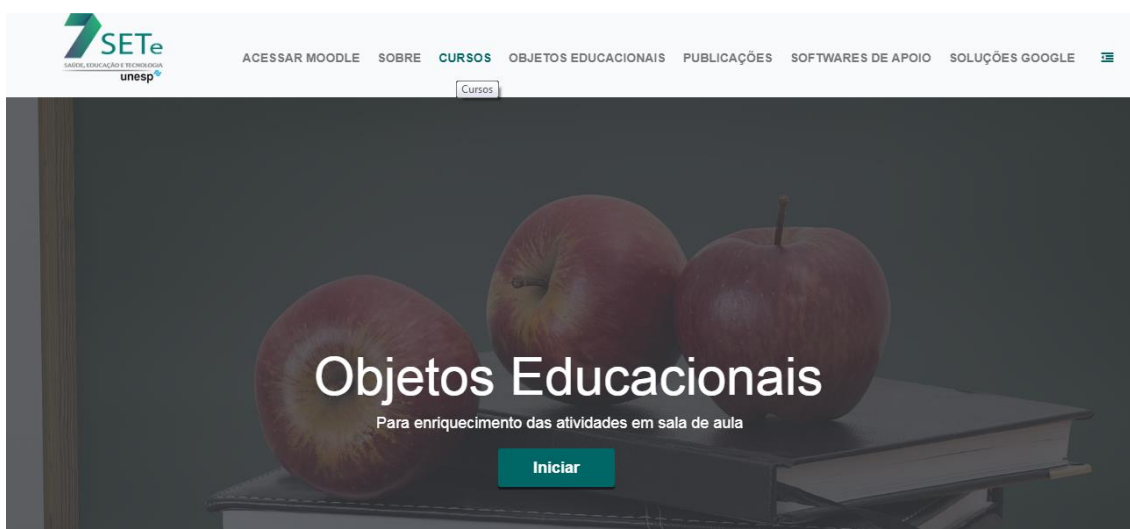 7
SETe
SAÚDE, EDUCAÇÃO E TECNOLOGIA
unesp
ACESSAR MOODLE SOBRE CURSOS OBJETOS EDUCACIONAIS PUBLICAÇÕES SOFTWARES DE APOIO SOLUÇÕES GOOGLE
Cursos
Objetos Educacionais
Para enriquecimento das atividades em sala de aula
Iniciar